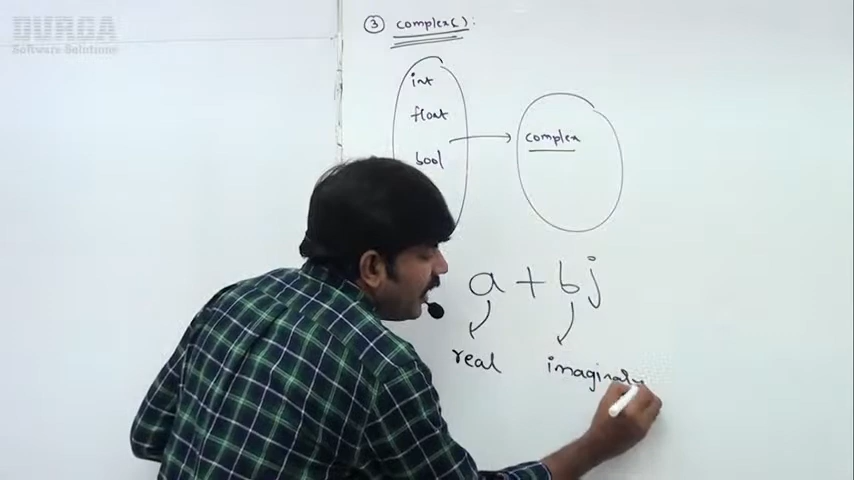 DURGA
Software Solutions
③ complex():
int
float
bool
complex
a + bj
real
imaginary